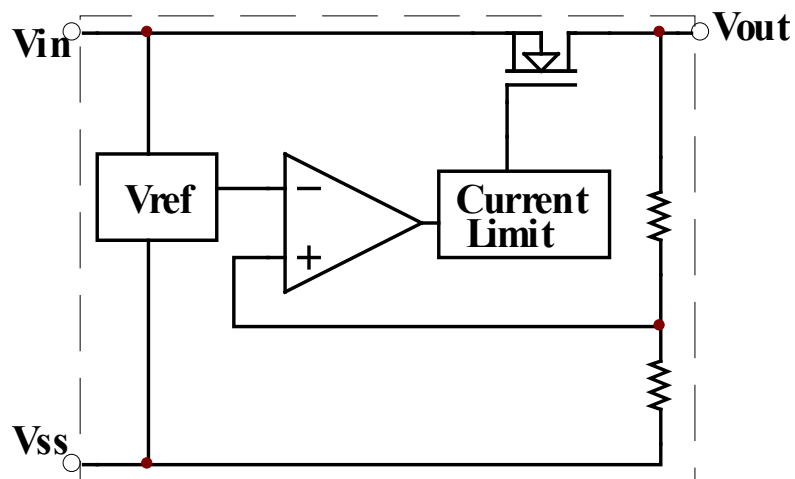 Vin
Vout
Vref
−
+
Current
Limit
Vss